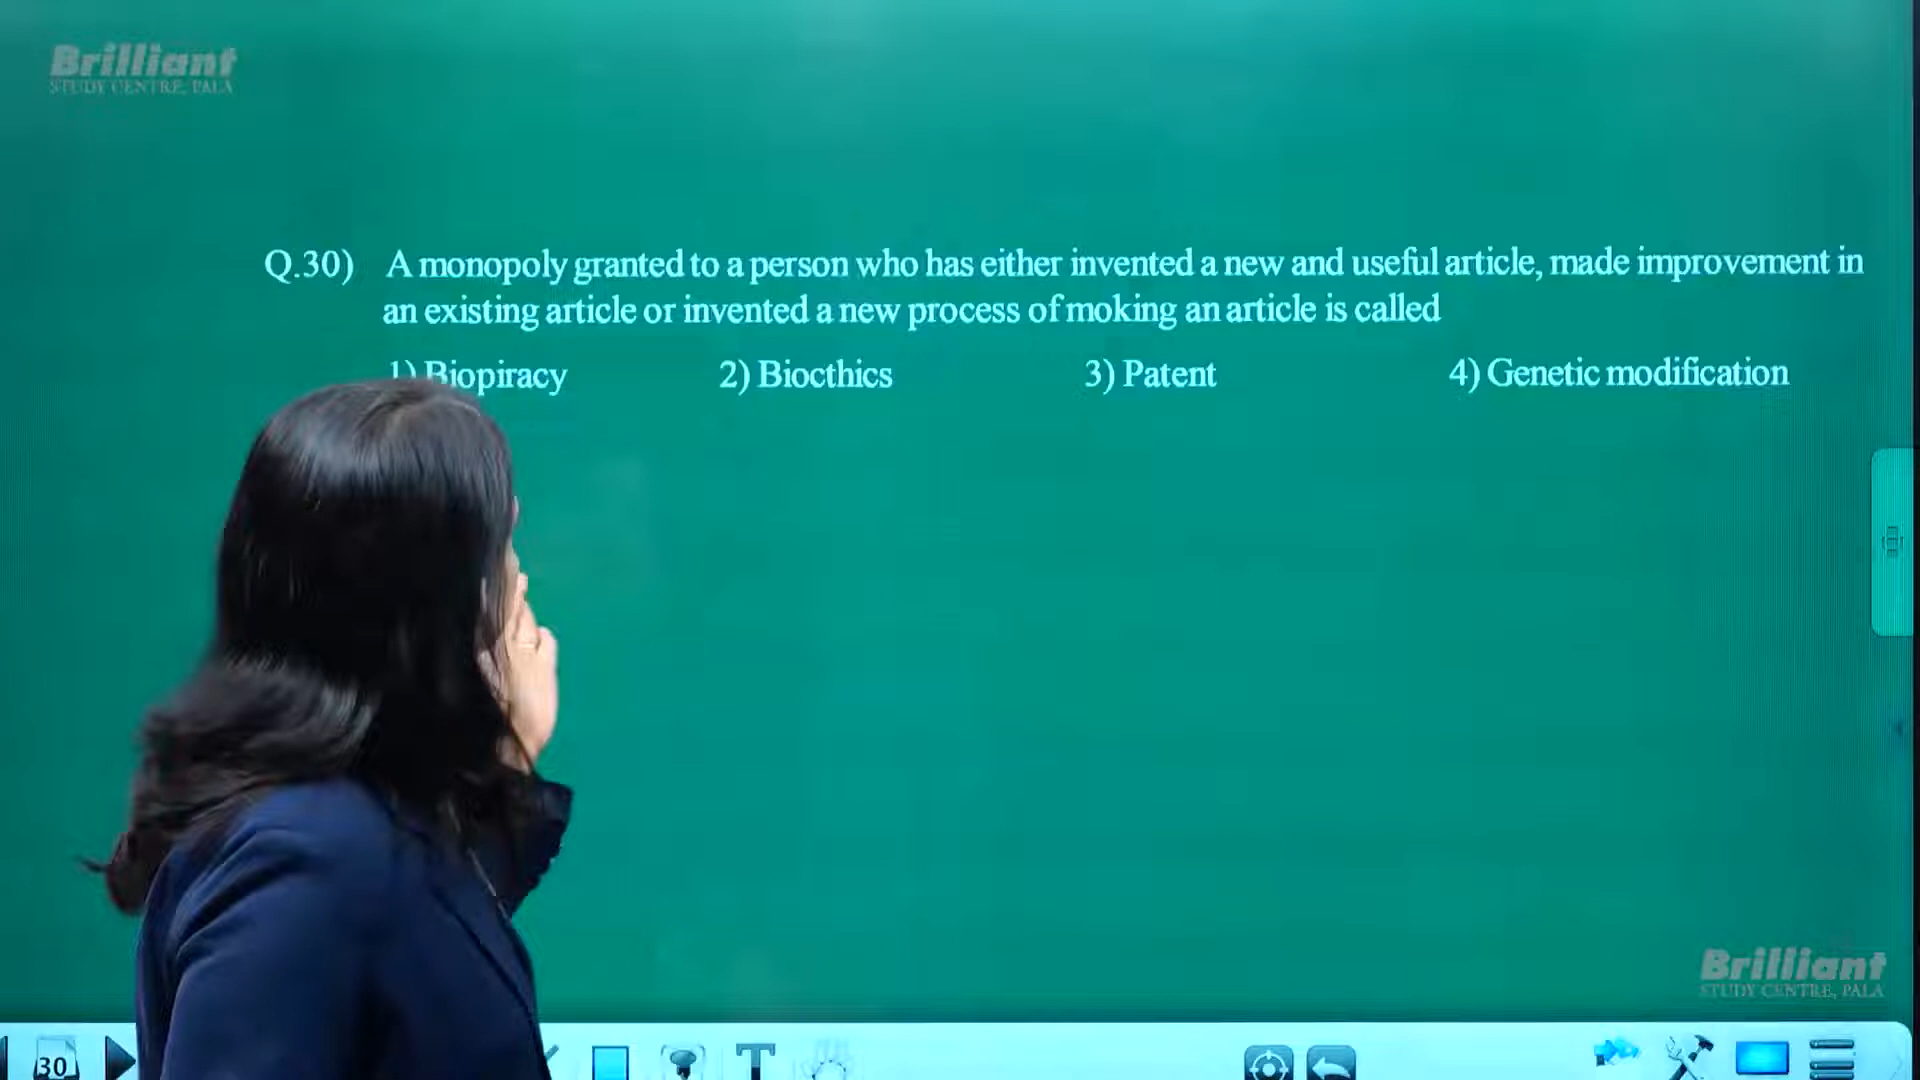 Brilliant
STUDY CENTRE, PALA
Q.30) A monopoly granted to a person who has either invented a new and useful article, made improvement in
an existing article or invented a new process of moking an article is called
1) Biopiracy 2) Biocthics 3) Patent 4) Genetic modification
Brilliant
STUDY CENTRE, PALA
30
T